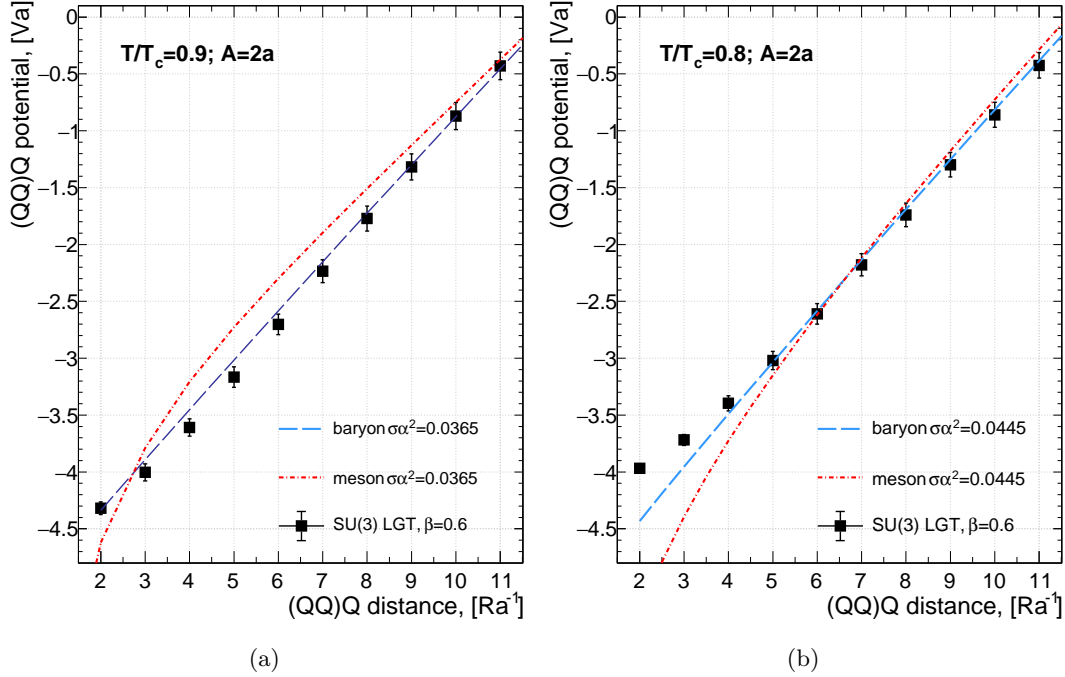 (QQ)Q potential, [Va]
0
−0.5
−1
−1.5
−2
−2.5
−3
−3.5
−4
−4.5
T/Tc=0.9; A=2a
baryon σα²=0.0365
meson σα²=0.0365
SU(3) LGT, β=0.6
2 3 4 5 6 7 8 9 10 11
(QQ)Q distance, [Ra⁻¹]
(a)
(QQ)Q potential, [Va]
0
−0.5
−1
−1.5
−2
−2.5
−3
−3.5
−4
−4.5
T/Tc=0.8; A=2a
baryon σα²=0.0445
meson σα²=0.0445
SU(3) LGT, β=0.6
2 3 4 5 6 7 8 9 10 11
(QQ)Q distance, [Ra⁻¹]
(b)